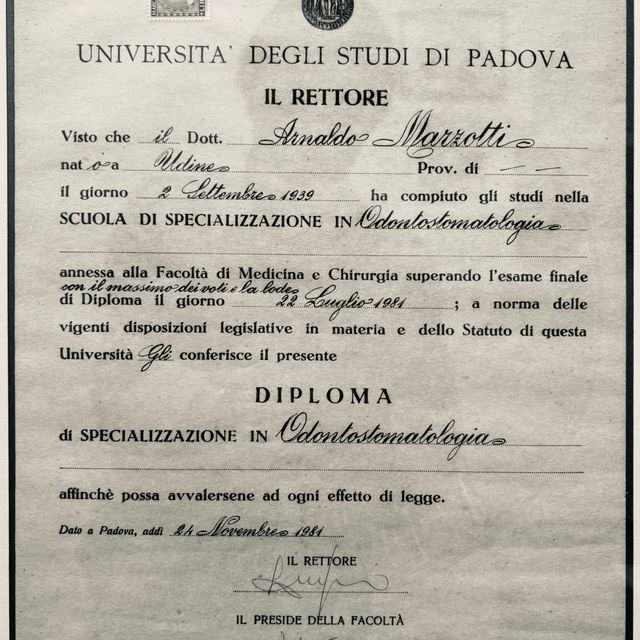 UNIVERSITA' DEGLI STUDI DI PADOVA
IL RETTORE
Visto che il Dott. Arnaldo Marzotti
nat o a Udine Prov. di — —
il giorno 2 Settembre 1939 ha compiuto gli studi nella
SCUOLA DI SPECIALIZZAZIONE IN Odontostomatologia
annessa alla Facoltà di Medicina e Chirurgia superando l'esame finale
con il massimo dei voti e la lode
di Diploma il giorno 22 Luglio 1981 ; a norma delle
vigenti disposizioni legislative in materia e dello Statuto di questa
Università Gli conferisce il presente
DIPLOMA
di SPECIALIZZAZIONE IN Odontostomatologia
affinchè possa avvalersene ad ogni effetto di legge.
Dato a Padova, addì 24 Novembre 1981
IL RETTORE
IL PRESIDE DELLA FACOLTÀ